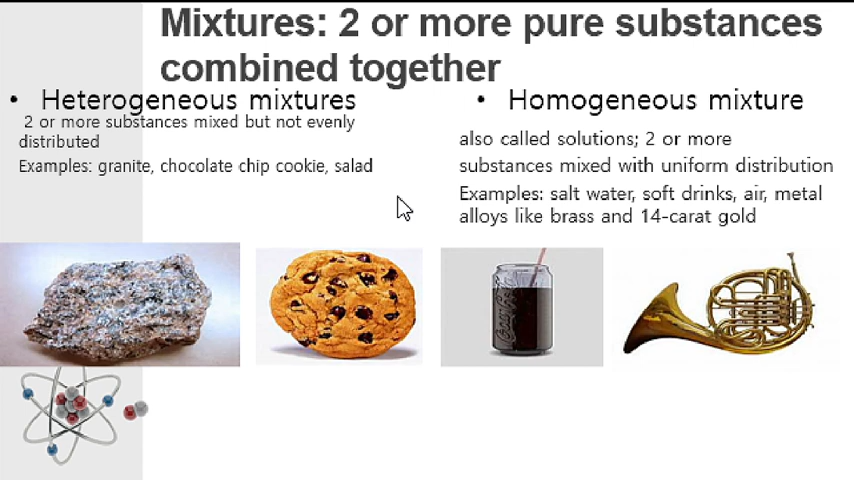 Mixtures: 2 or more pure substances
combined together
• Heterogeneous mixtures
2 or more substances mixed but not evenly
distributed
Examples: granite, chocolate chip cookie, salad
• Homogeneous mixture
also called solutions; 2 or more
substances mixed with uniform distribution
Examples: salt water, soft drinks, air, metal
alloys like brass and 14-carat gold
Coca-Cola